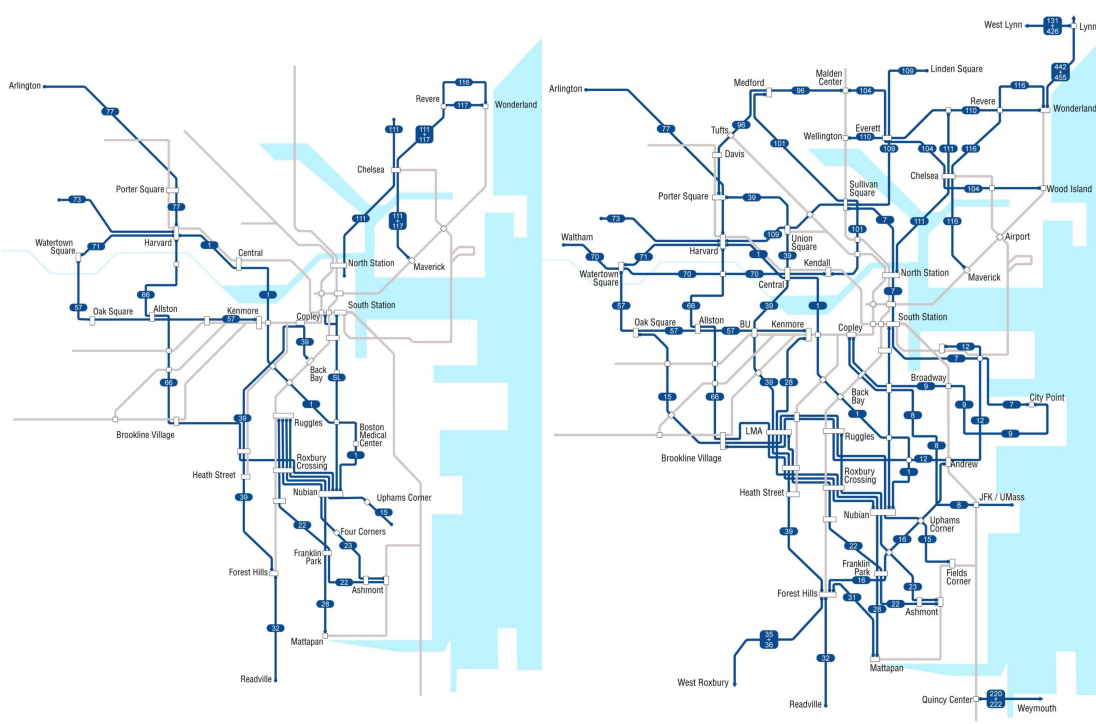 Arlington
77
116
Revere
117
Wonderland
111
111
+
117
Chelsea
Porter Square
77
73
111
+
117
111
Watertown
Square
71
Harvard
1
Central
North Station
Maverick
66
1
57
Oak Square
Allston
57
Kenmore
Copley
South Station
39
Back
Bay
SL
66
1
39
Ruggles
Boston
Medical
Center
1
Brookline Village
Roxbury
Crossing
Heath Street
39
Nubian
Uphams Corner
15
22
Four Corners
23
Franklin
Park
Forest Hills
22
Ashmont
28
32
Mattapan
Readville
West Lynn
131
+
426
Lynn
442
+
455
109
Linden Square
Malden
Center
Medford
96
104
Arlington
116
Revere
110
Wonderland
77
96
Tufts
Wellington
110
Everett
101
104
111
116
109
Davis
Chelsea
104
Wood Island
Sullivan
Square
Porter Square
39
7
111
116
73
109
Union
Square
101
Airport
Waltham
71
Harvard
1
39
Kendall
70
70
70
Central
North Station
Maverick
Watertown
Square
7
57
66
39
1
Oak Square
Allston
BU
Kenmore
Copley
South Station
57
57
12
7
Back
Bay
Broadway
39
28
9
City Point
15
66
1
8
9
7
12
9
LMA
Ruggles
8
Brookline Village
12
1
Andrew
Roxbury
Crossing
Heath Street
Nubian
8
JFK / UMass
39
Uphams
Corner
22
16
15
Franklin
Park
Fields
Corner
16
23
Forest Hills
31
28
22
Ashmont
35
+
36
32
Mattapan
West Roxbury
Readville
Quincy Center
220
+
222
Weymouth